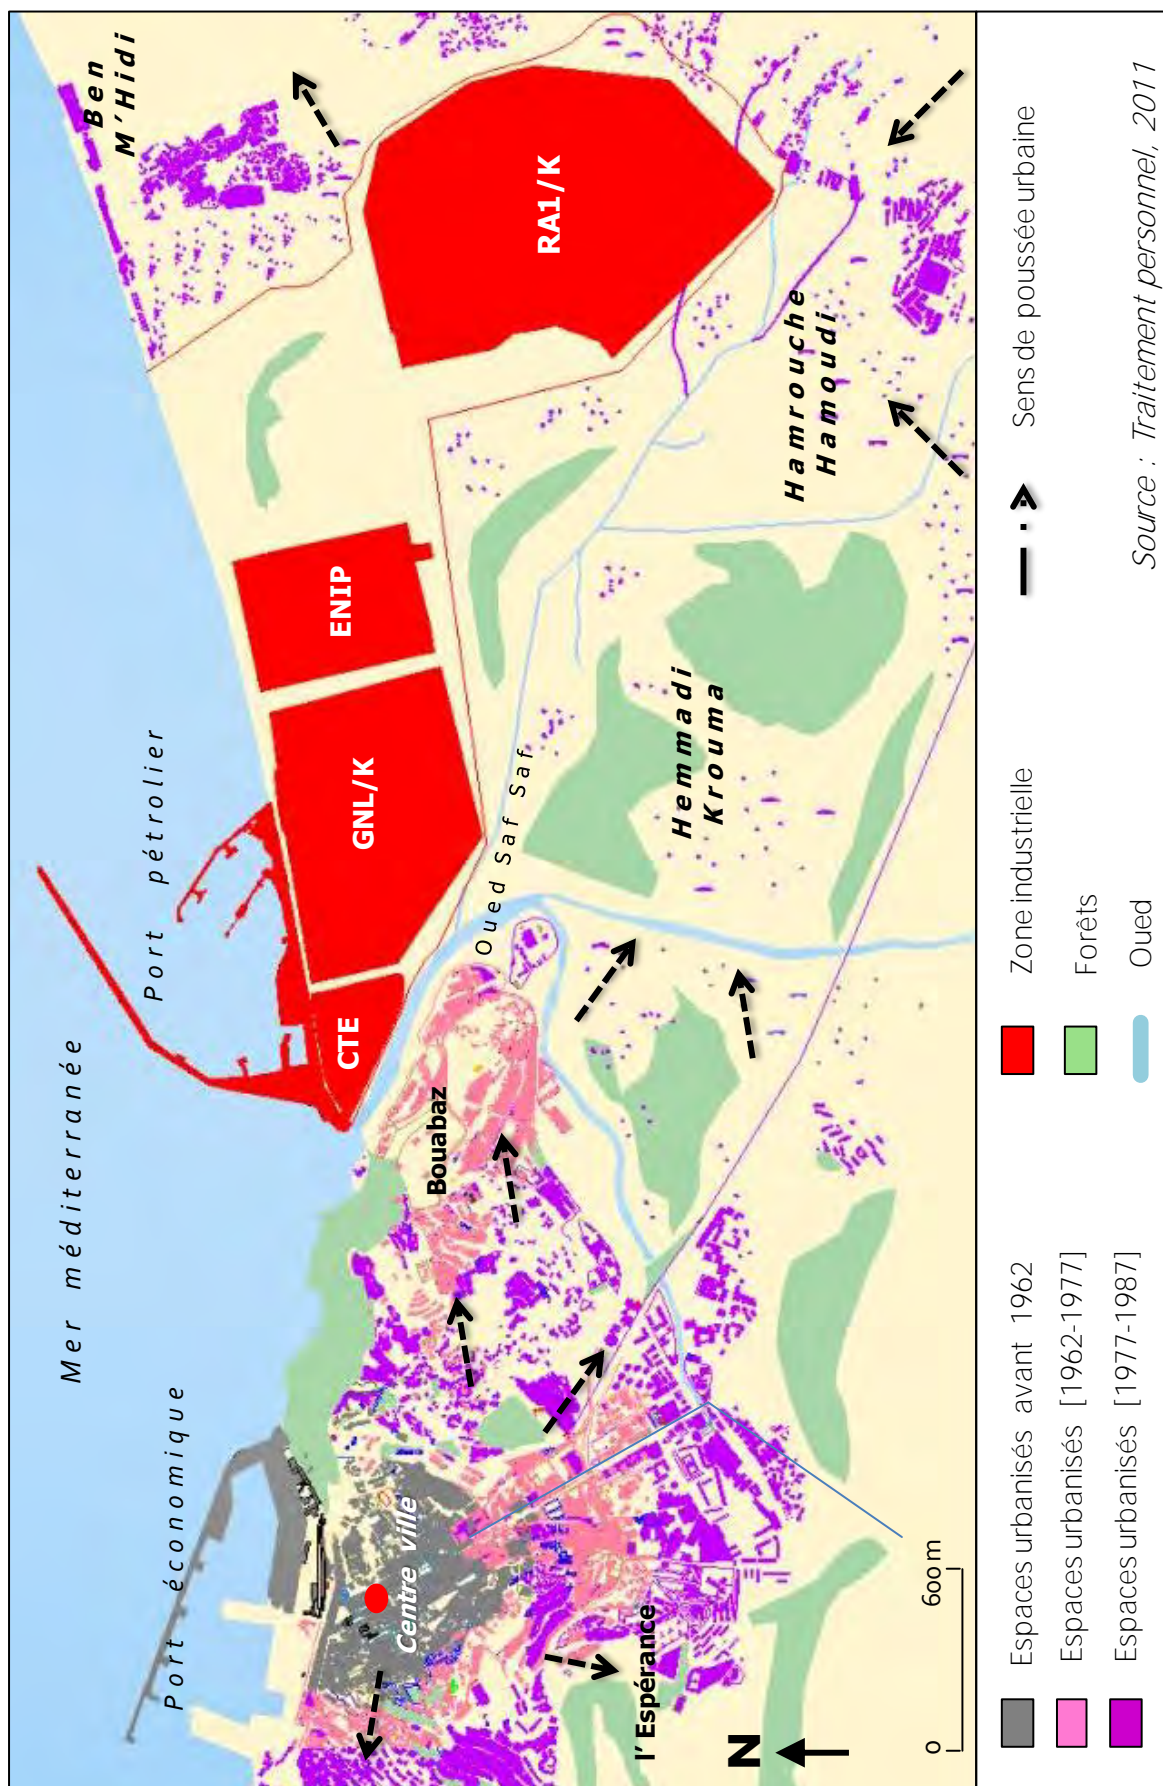 Mer méditerranée
Port économique
Port pétrolier
Ben
M'Hidi
Centre ville
Bouabaz
CTE
GNL/K
ENIP
RA1/K
Oued Saf Saf
Hemmadi
Krouma
Hamrouche
Hamoudi
l'Espérance
N
0
600 m
Espaces urbanisés avant 1962
Espaces urbanisés [1962-1977]
Espaces urbanisés [1977-1987]
Zone industrielle
Forêts
Oued
Sens de poussée urbaine
Source : Traitement personnel, 2011